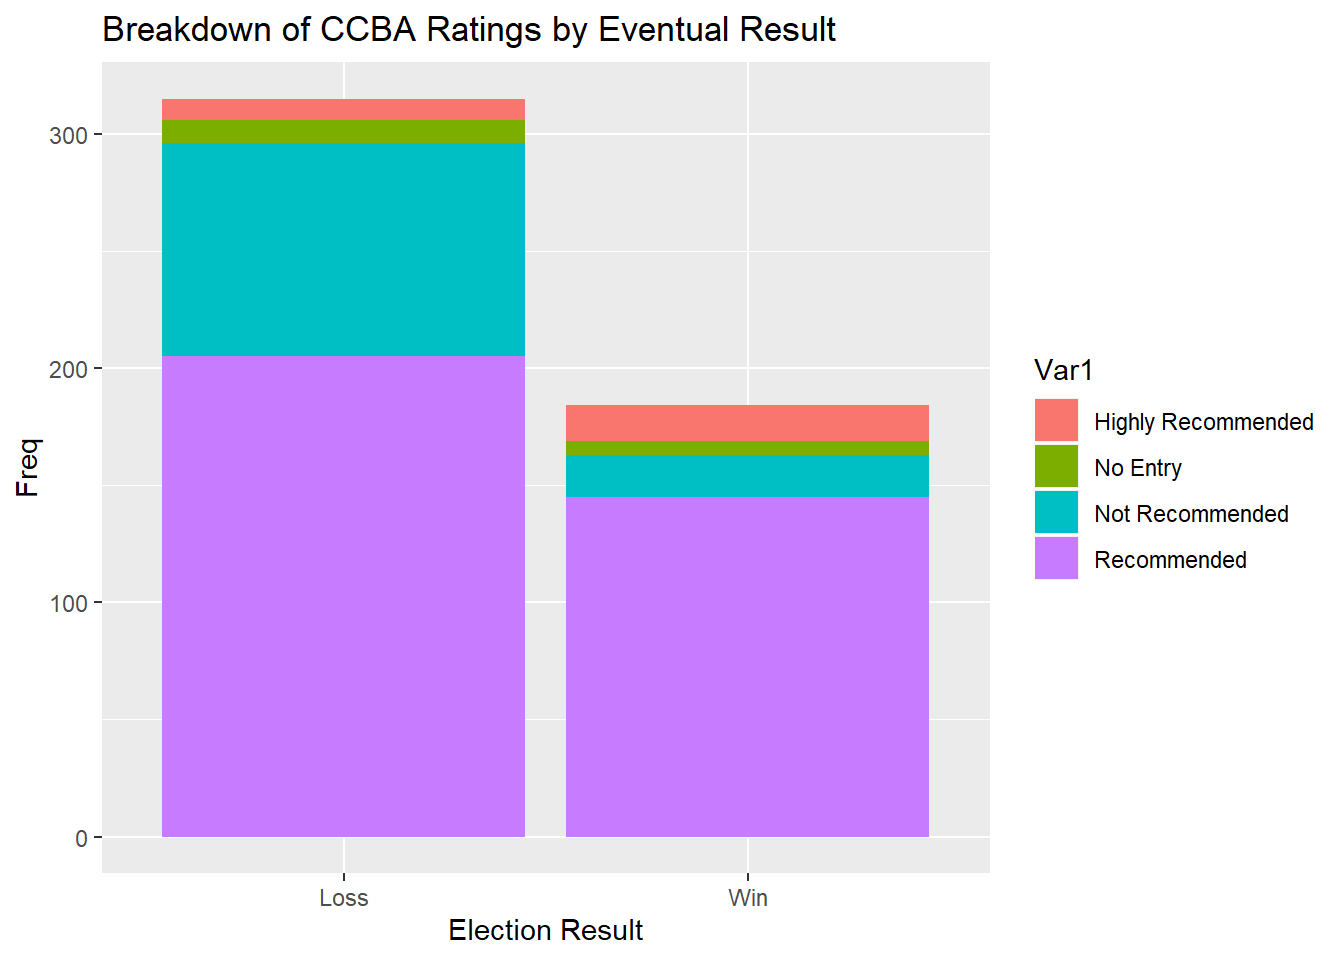 Breakdown of CCBA Ratings by Eventual Result
300
200
100
0
Freq
Loss
Win
Election Result
Var1
Highly Recommended
No Entry
Not Recommended
Recommended